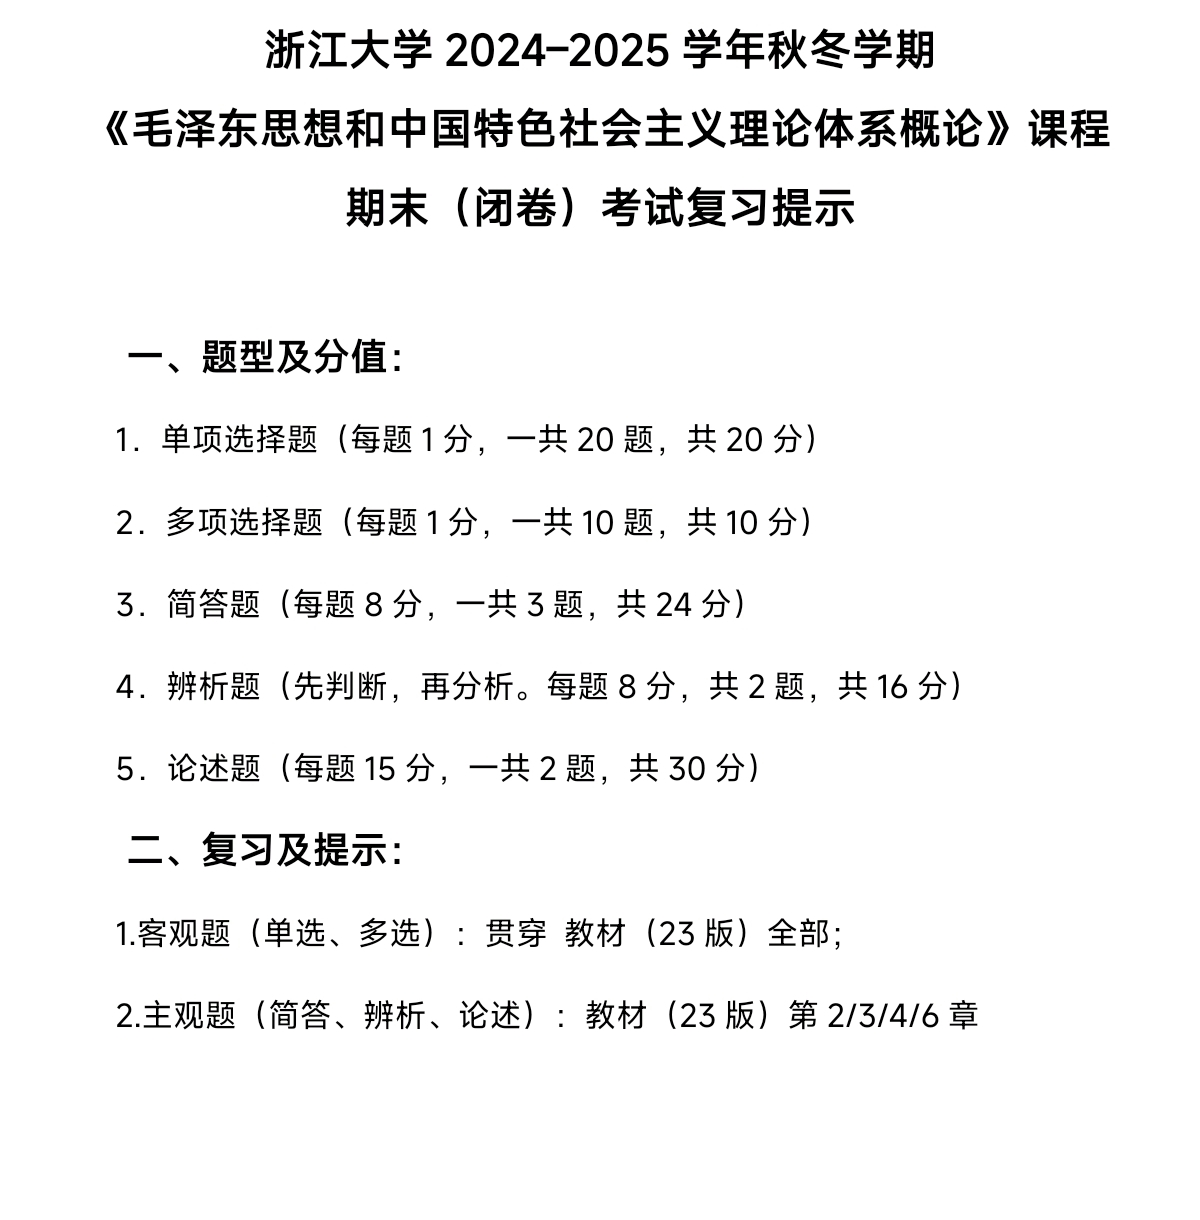 浙江大学 2024–2025 学年秋冬学期
《毛泽东思想和中国特色社会主义理论体系概论》课程
期末（闭卷）考试复习提示
一、题型及分值：
1．单项选择题（每题 1 分，一共 20 题，共 20 分）
2．多项选择题（每题 1 分，一共 10 题，共 10 分）
3．简答题（每题 8 分，一共 3 题，共 24 分）
4．辨析题（先判断，再分析。每题 8 分，共 2 题，共 16 分）
5．论述题（每题 15 分，一共 2 题，共 30 分）
二、复习及提示：
1.客观题（单选、多选）：贯穿 教材（23 版）全部；
2.主观题（简答、辨析、论述）：教材（23 版）第 2/3/4/6 章